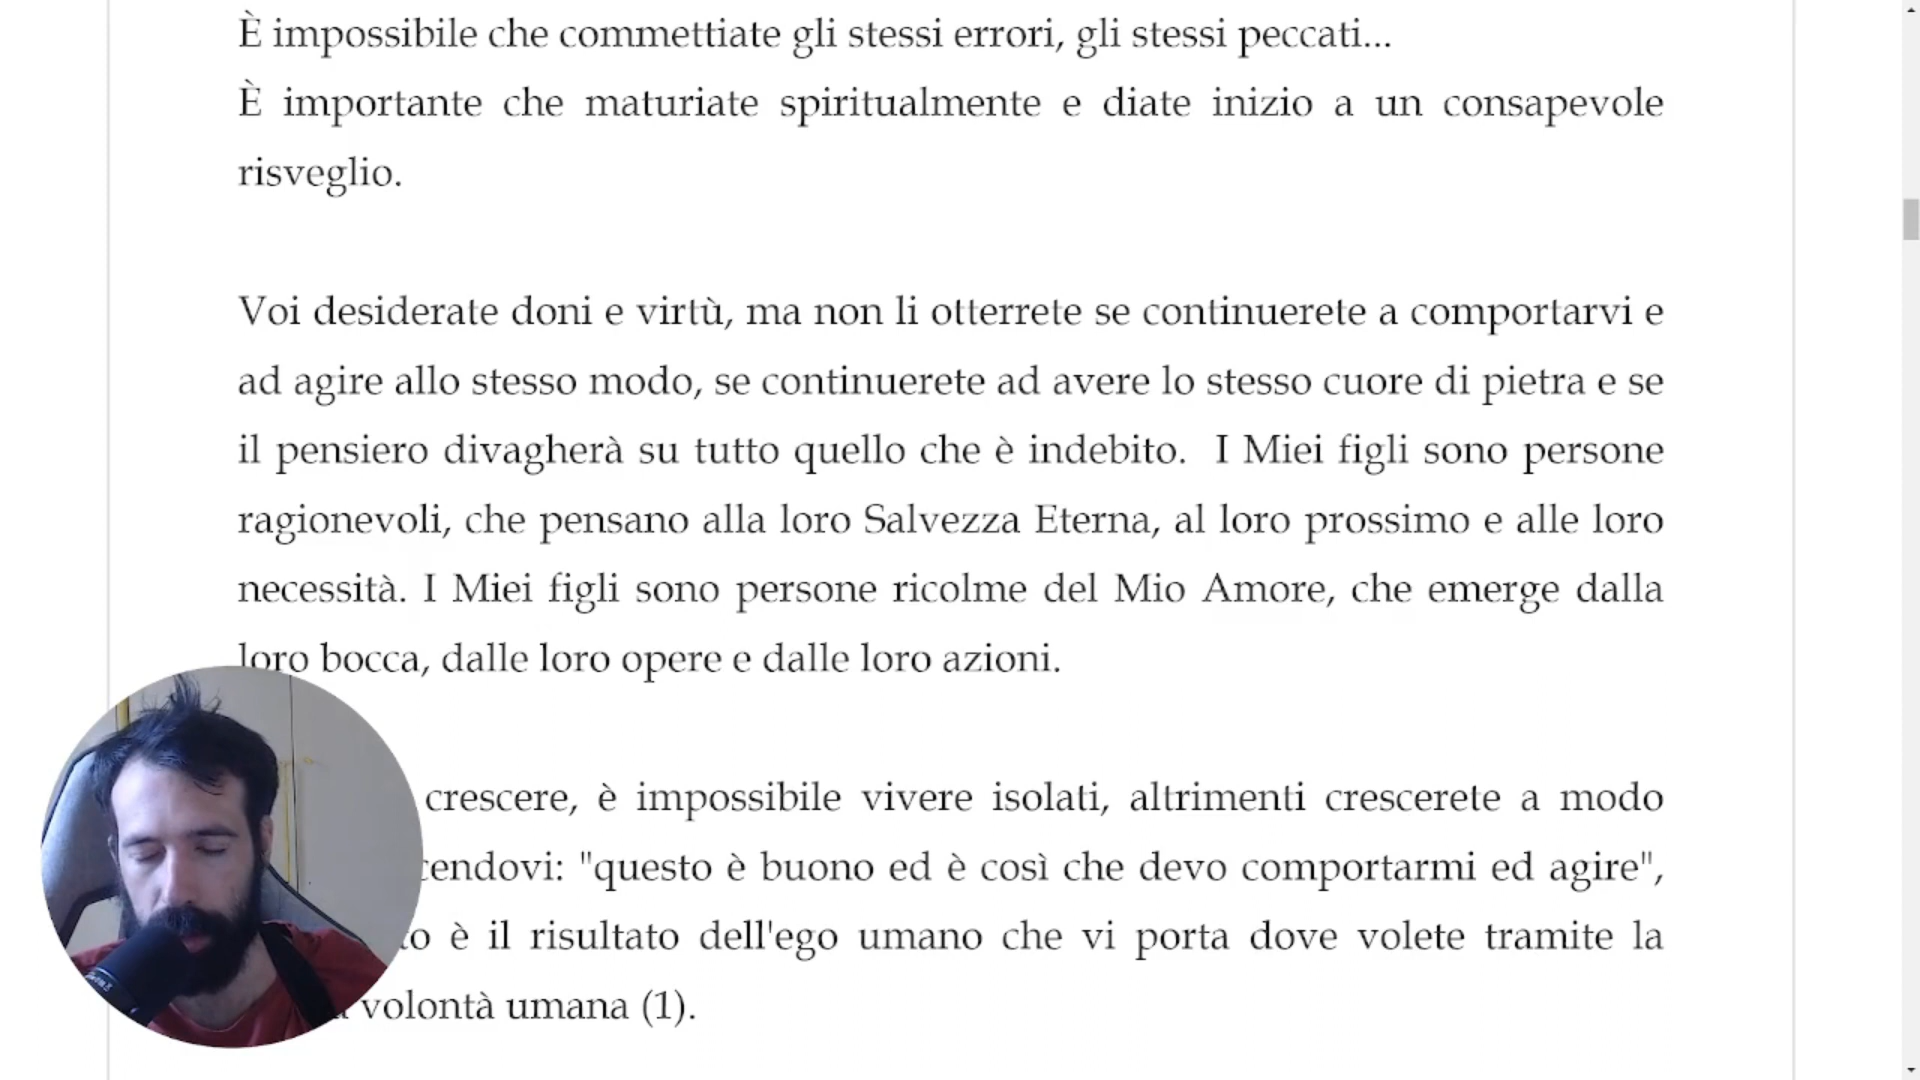 È impossibile che commettiate gli stessi errori, gli stessi peccati...
È importante che maturiate spiritualmente e diate inizio a un consapevole
risveglio.
Voi desiderate doni e virtù, ma non li otterrete se continuerete a comportarvi e
ad agire allo stesso modo, se continuerete ad avere lo stesso cuore di pietra e se
il pensiero divagherà su tutto quello che è indebito. I Miei figli sono persone
ragionevoli, che pensano alla loro Salvezza Eterna, al loro prossimo e alle loro
necessità. I Miei figli sono persone ricolme del Mio Amore, che emerge dalla
loro bocca, dalle loro opere e dalle loro azioni.
crescere, è impossibile vivere isolati, altrimenti crescerete a modo
cendovi: "questo è buono ed è così che devo comportarmi ed agire",
to è il risultato dell'ego umano che vi porta dove volete tramite la
volontà umana (1).